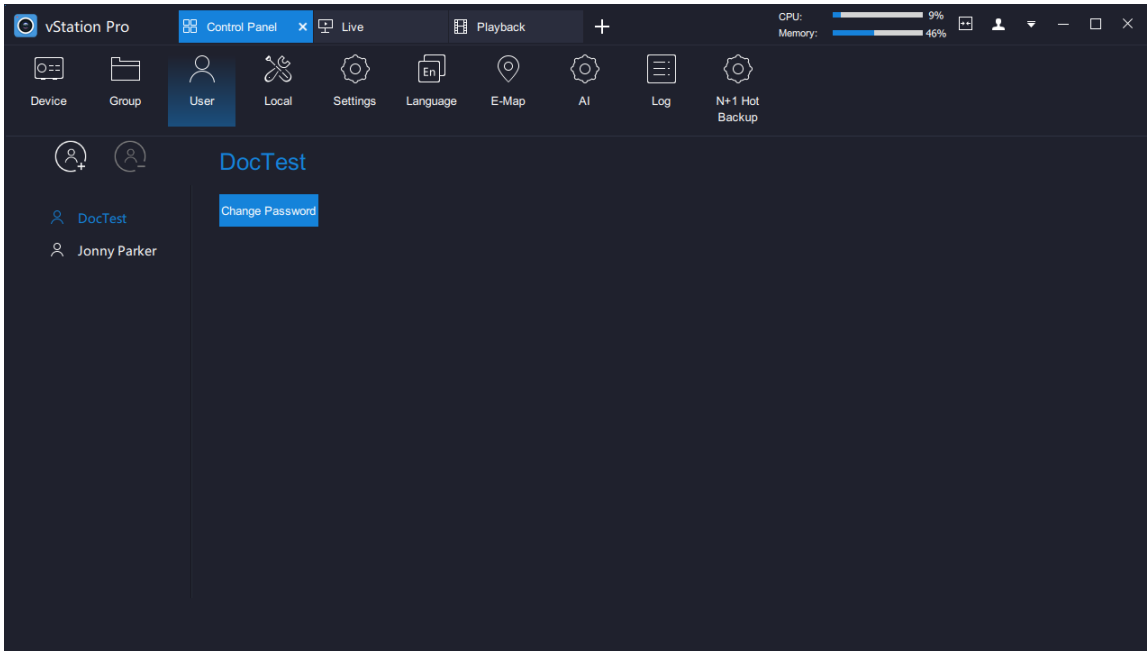 vStation Pro
Control Panel
Live
Playback
CPU: 9%
Memory: 46%
Device
Group
User
Local
Settings
En
Language
E-Map
AI
Log
N+1 Hot
Backup
DocTest
Change Password
DocTest
Jonny Parker